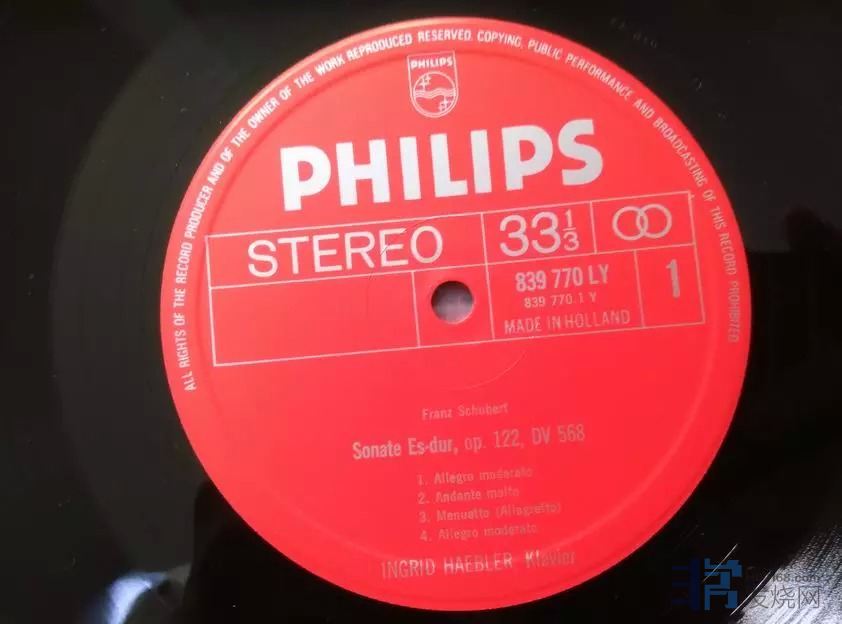 ALL RIGHTS OF THE RECORD PRODUCER AND OF THE OWNER OF THE WORK REPRODUCED RESERVED. COPYING, PUBLIC PERFORMANCE AND BROADCASTING OF THIS RECORD PROHIBITED
PHILIPS
PHILIPS
STEREO 33 1/3
839 770 LY 1
839 770.1 Y
MADE IN HOLLAND
Franz Schubert
Sonate Es-dur, op. 122, DV 568
1. Allegro moderato
2. Andante molto
3. Menuetto (Allegretto)
4. Allegro moderato
INGRID HAEBLER Klavier
发烧网